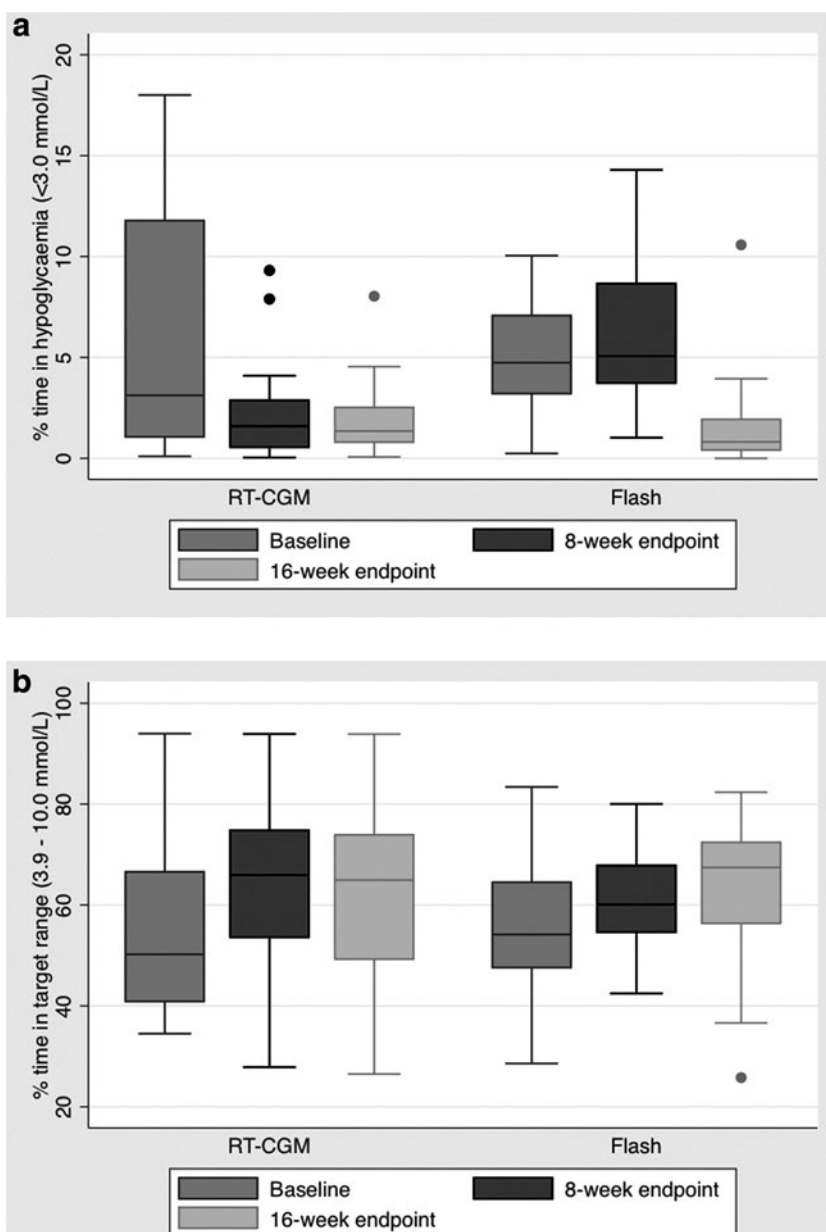 a
% time in hypoglycaemia (<3.0 mmol/L)
20
15
10
5
0
RT-CGM
Flash
Baseline
8-week endpoint
16-week endpoint
b
% time in target range (3.9 - 10.0 mmol/L)
100
80
60
40
20
RT-CGM
Flash
Baseline
8-week endpoint
16-week endpoint